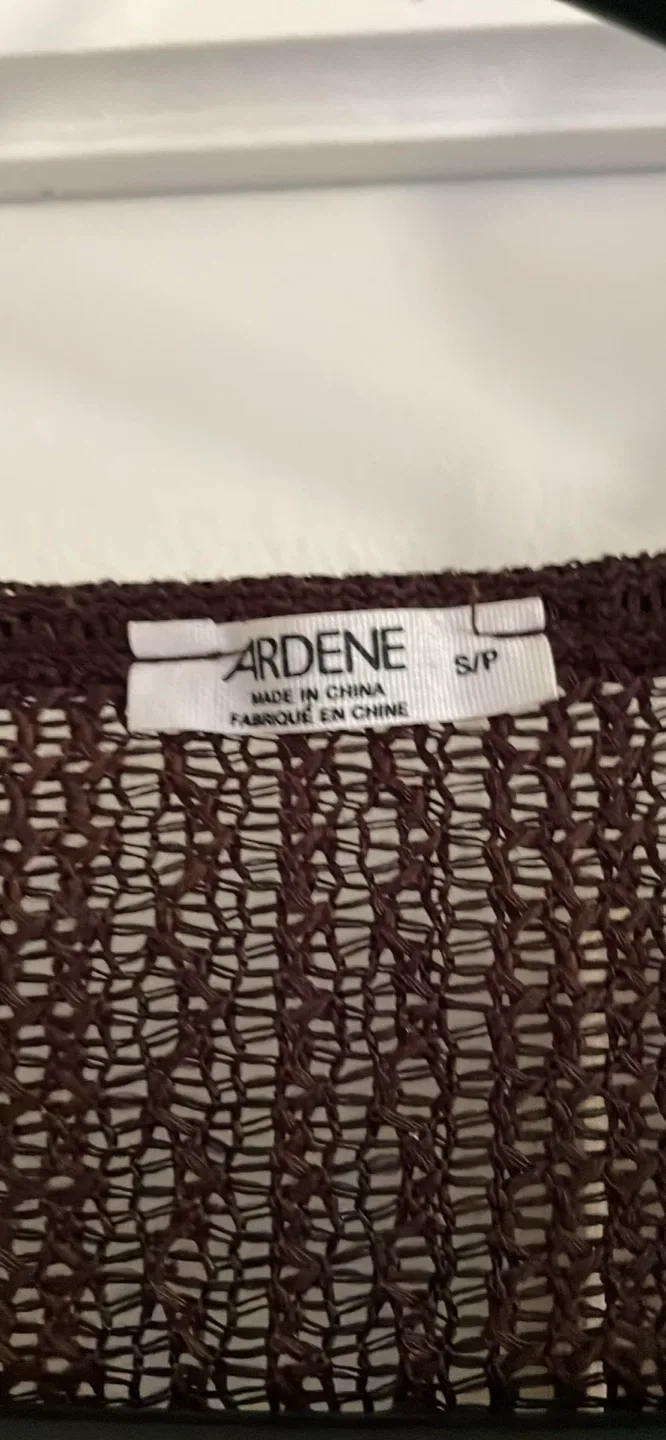 ARDENE S/P
MADE IN CHINA
FABRIQUÉ EN CHINE